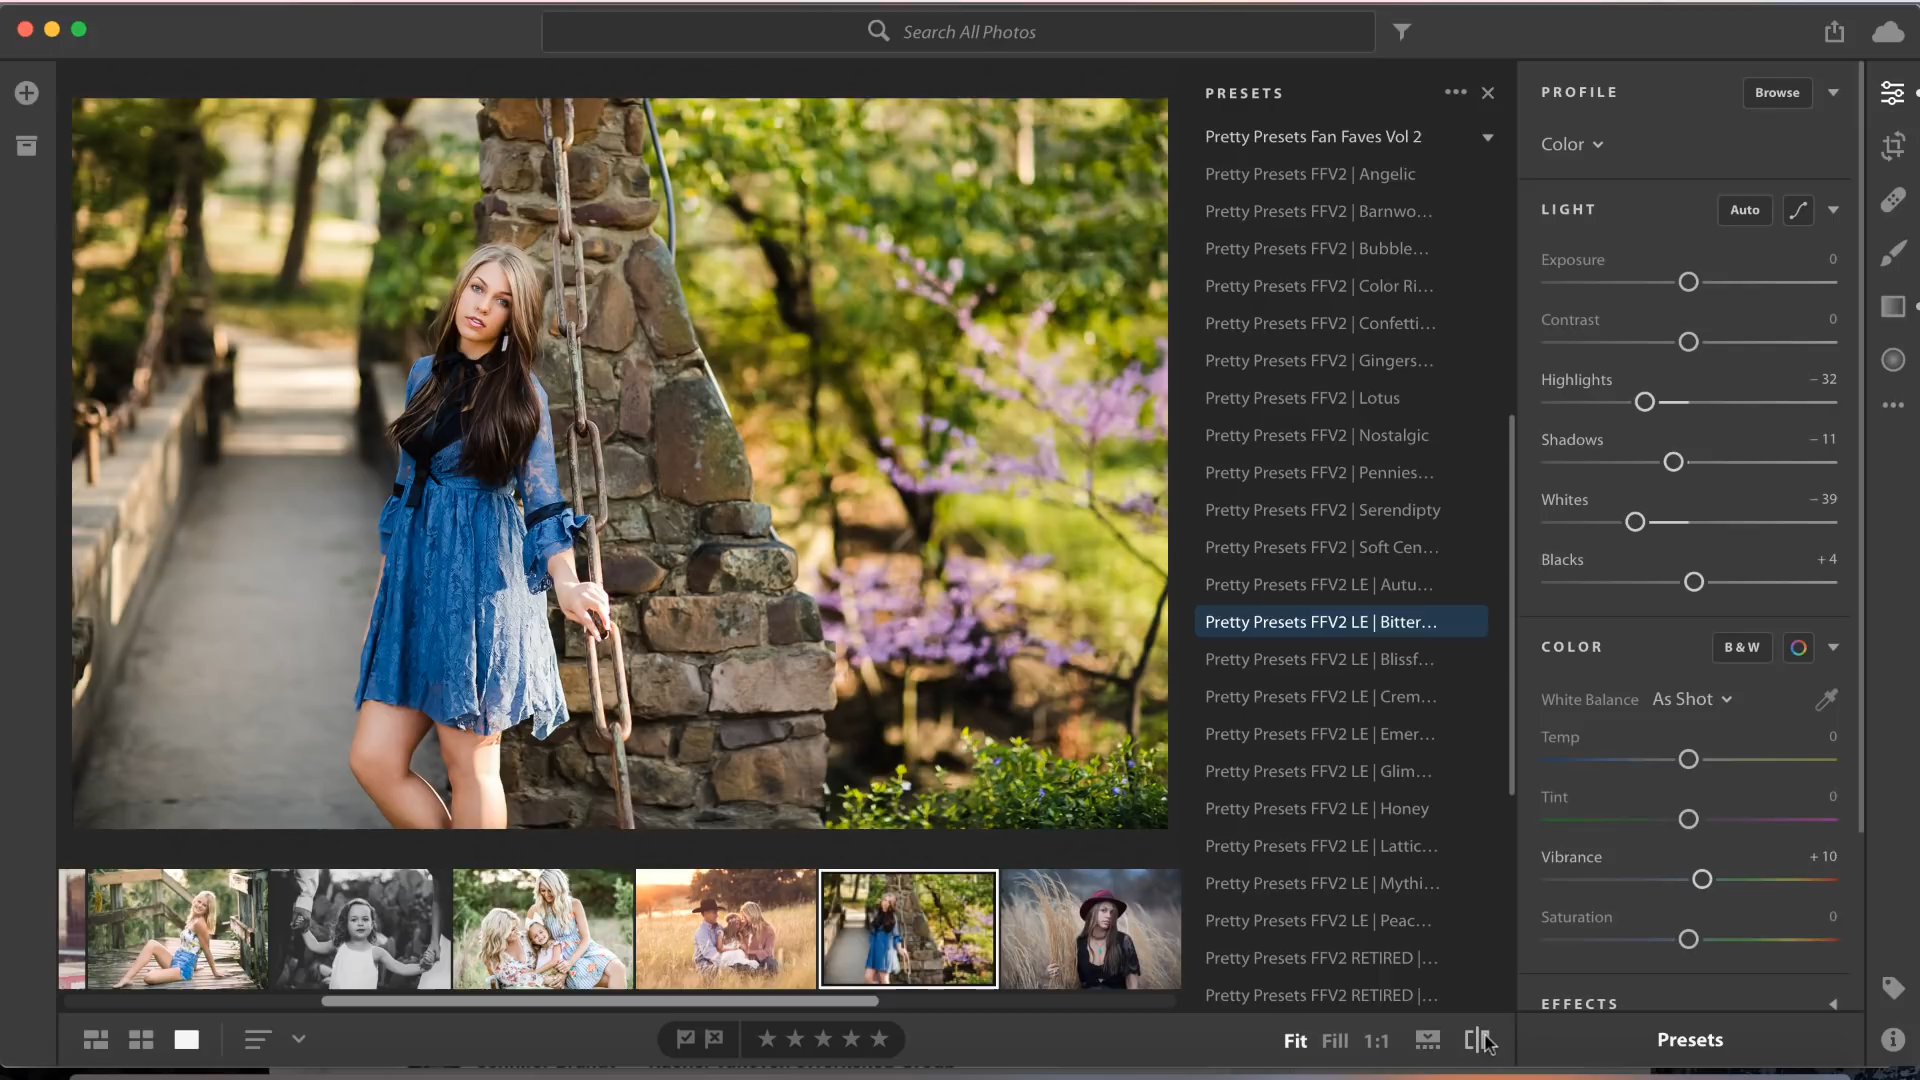 Search All Photos
PRESETS
Pretty Presets Fan Faves Vol 2
Pretty Presets FFV2 | Angelic
Pretty Presets FFV2 | Barnwo...
Pretty Presets FFV2 | Bubble...
Pretty Presets FFV2 | Color Ri...
Pretty Presets FFV2 | Confetti...
Pretty Presets FFV2 | Gingers...
Pretty Presets FFV2 | Lotus
Pretty Presets FFV2 | Nostalgic
Pretty Presets FFV2 | Pennies...
Pretty Presets FFV2 | Serendipty
Pretty Presets FFV2 | Soft Cen...
Pretty Presets FFV2 LE | Autu...
Pretty Presets FFV2 LE | Bitter...
Pretty Presets FFV2 LE | Blissf...
Pretty Presets FFV2 LE | Crem...
Pretty Presets FFV2 LE | Emer...
Pretty Presets FFV2 LE | Glim...
Pretty Presets FFV2 LE | Honey
Pretty Presets FFV2 LE | Lattic...
Pretty Presets FFV2 LE | Mythi...
Pretty Presets FFV2 LE | Peac...
Pretty Presets FFV2 RETIRED |...
Pretty Presets FFV2 RETIRED |...
PROFILE Browse
Color
LIGHT Auto
Exposure 0
Contrast 0
Highlights – 32
Shadows – 11
Whites – 39
Blacks + 4
COLOR B & W
White Balance As Shot
Temp 0
Tint 0
Vibrance + 10
Saturation 0
EFFECTS
Fit Fill 1:1
Presets